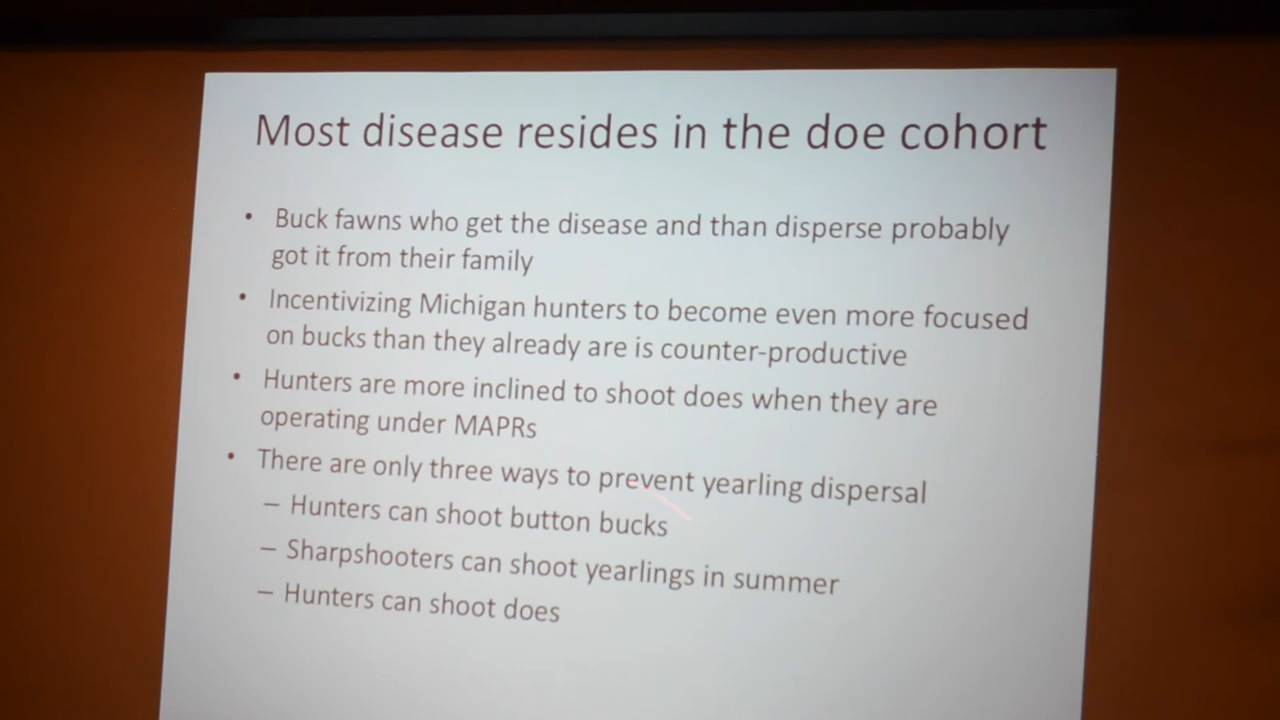 Most disease resides in the doe cohort
• Buck fawns who get the disease and than disperse probably
got it from their family
• Incentivizing Michigan hunters to become even more focused
on bucks than they already are is counter-productive
• Hunters are more inclined to shoot does when they are
operating under MAPRs
• There are only three ways to prevent yearling dispersal
– Hunters can shoot button bucks
– Sharpshooters can shoot yearlings in summer
– Hunters can shoot does